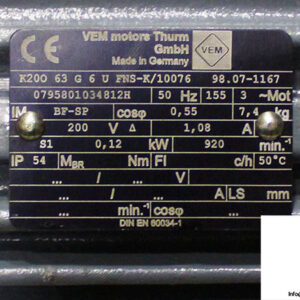 CE VEM motors Thurm
GmbH
Made in Germany
VEM
K20O 63 G 6 U FNS-K/10076 98.07-1167
0795801034812H 50 Hz 155 3 ~Mot
IM BF-SP cosφ 0,55 7,4 kg
200 V Δ 1,08 A
S1 0,12 kW 920 min.⁻¹
IP 54 MBR Nm Fl c/h 50°C
... / ... V
... / ... A LS mm
... min.⁻¹ cosφ ...
DIN EN 60034-1